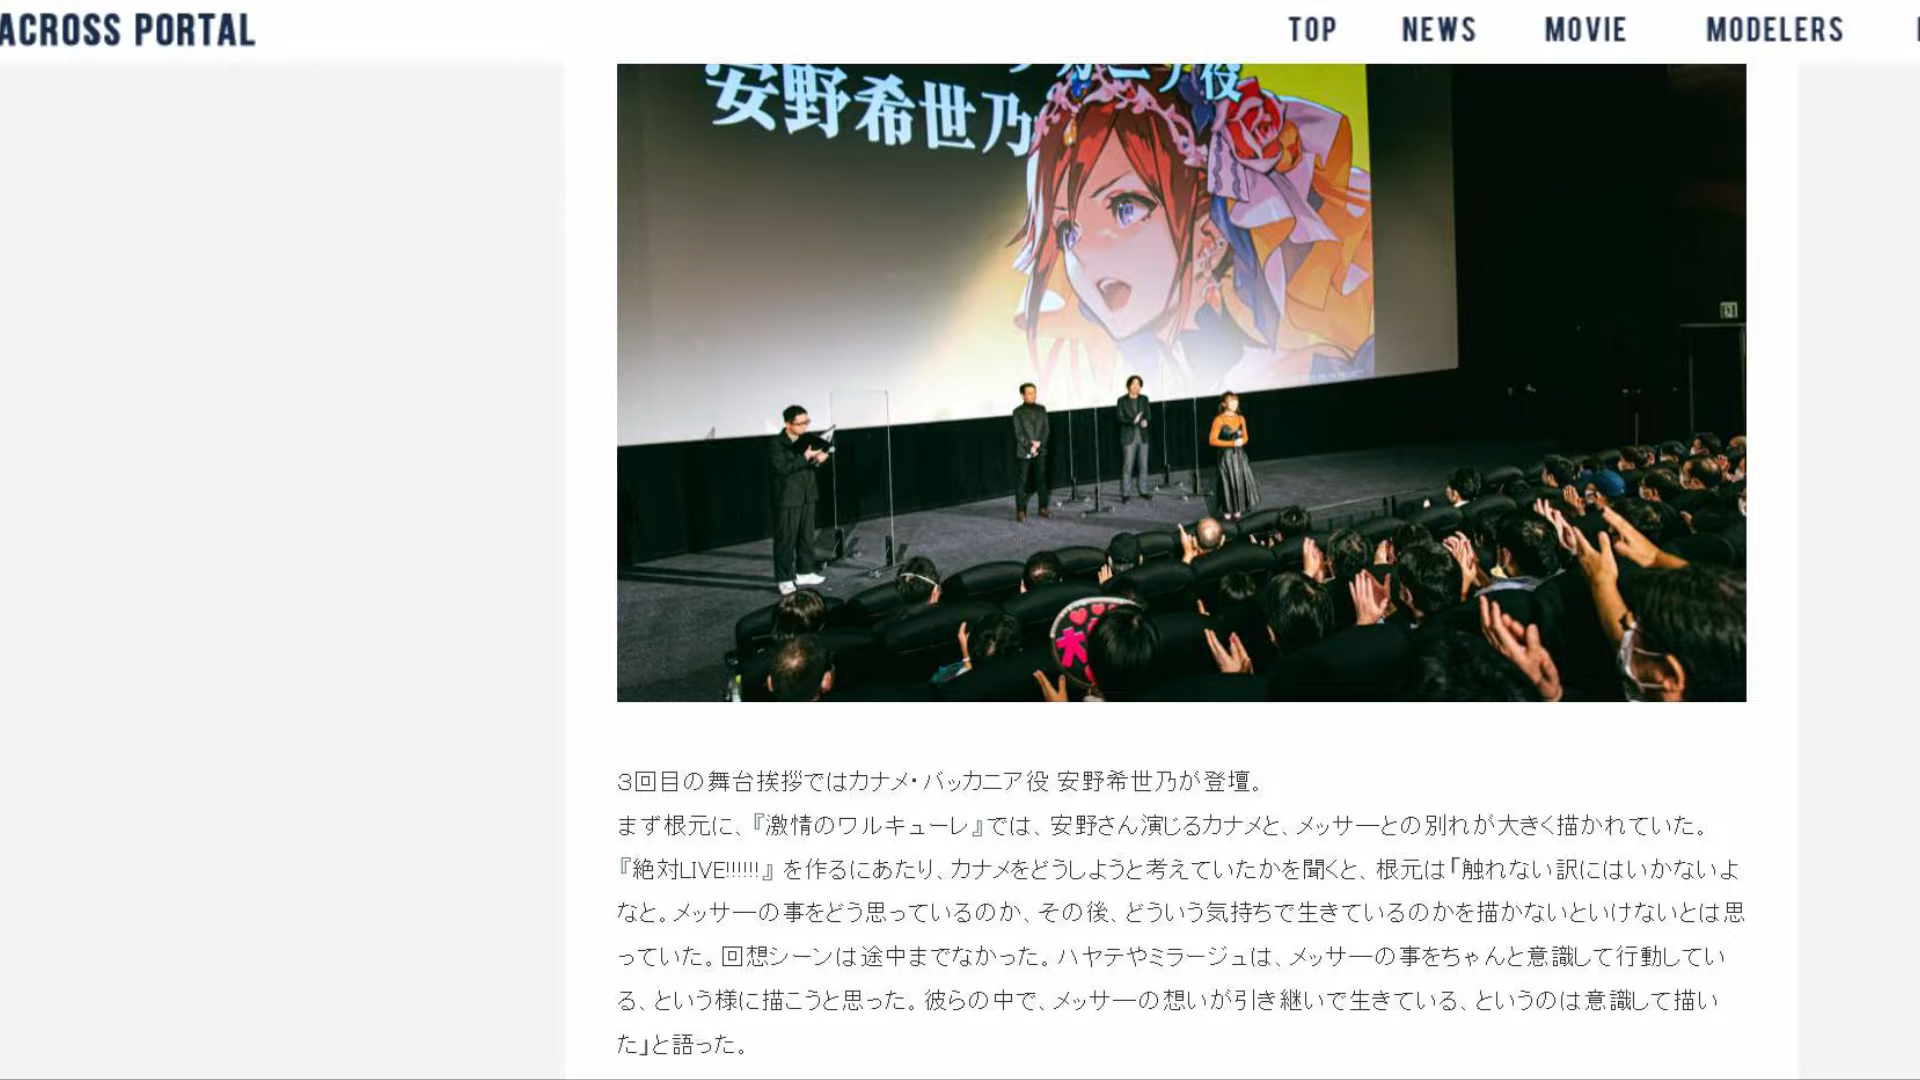 ACROSS PORTAL
TOP NEWS MOVIE MODELERS
安野希世乃
大
3回目の舞台挨拶ではカナメ・バッカニア役 安野希世乃が登壇。
まず根元に、『激情のワルキューレ』では、安野さん演じるカナメと、メッサーとの別れが大きく描かれていた。
『絶対LIVE!!!!!!』を作るにあたり、カナメをどうしようと考えていたかを聞くと、根元は「触れない訳にはいかないよ
なと。メッサーの事をどう思っているのか、その後、どういう気持ちで生きているのかを描かないといけないとは思
っていた。回想シーンは途中までなかった。ハヤテやミラージュは、メッサーの事をちゃんと意識して行動してい
る、という様に描こうと思った。彼らの中で、メッサーの想いが引き継いで生きている、というのは意識して描い
た」と語った。